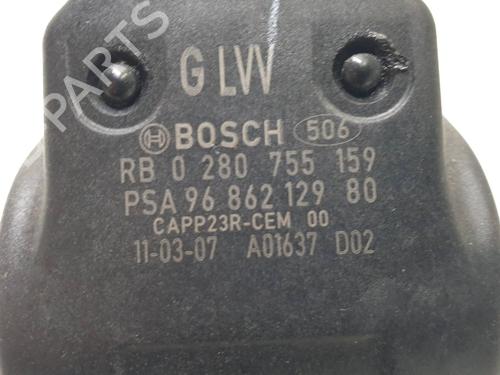 G LVV
BOSCH 506
RB 0 280 755 159
PSA 96 862 129 80
CAPP23R-CEM 00
11-03-07 A01637 D02
PARTS